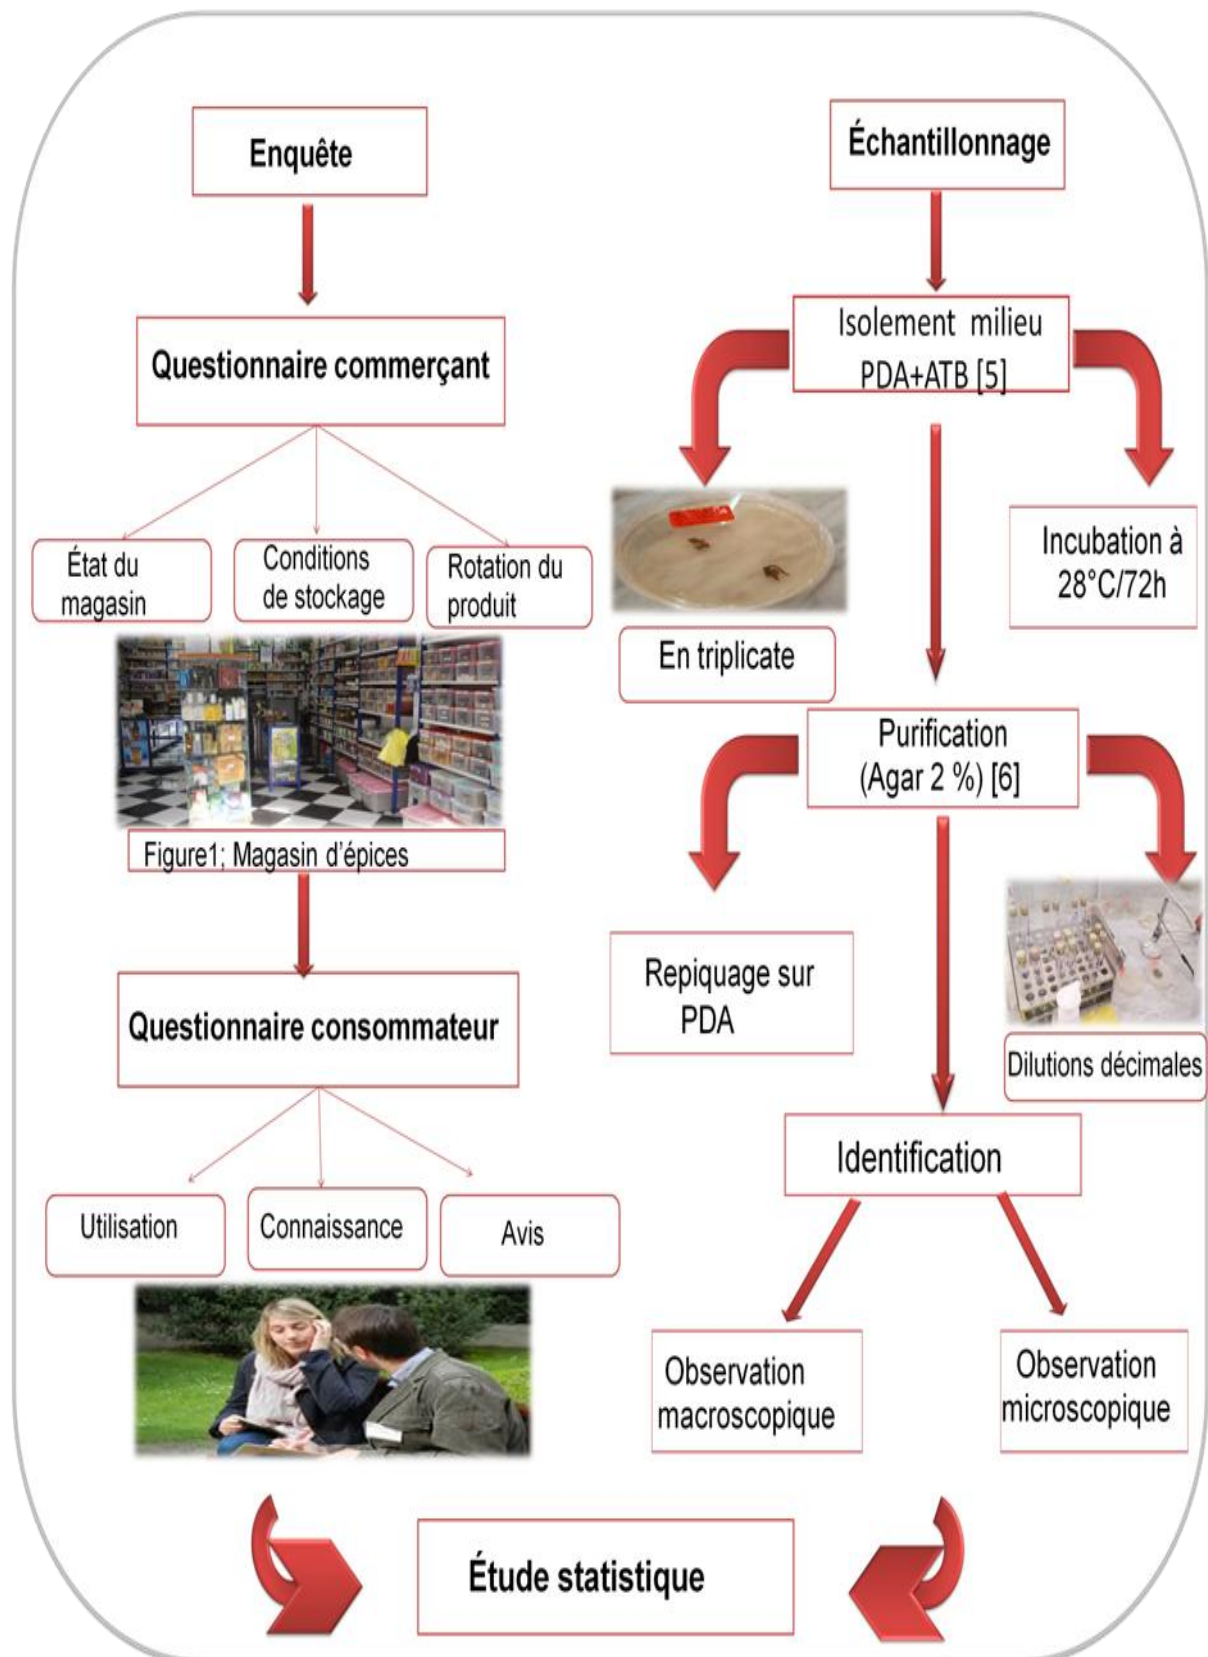 Enquête
Questionnaire commerçant
État du
magasin
Conditions
de stockage
Rotation du
produit
Figure1; Magasin d'épices
Questionnaire consommateur
Utilisation
Connaissance
Avis
Échantillonnage
Isolement milieu
PDA+ATB [5]
En triplicate
Incubation à
28°C/72h
Purification
(Agar 2 %) [6]
Repiquage sur
PDA
Dilutions décimales
Identification
Observation
macroscopique
Observation
microscopique
Étude statistique